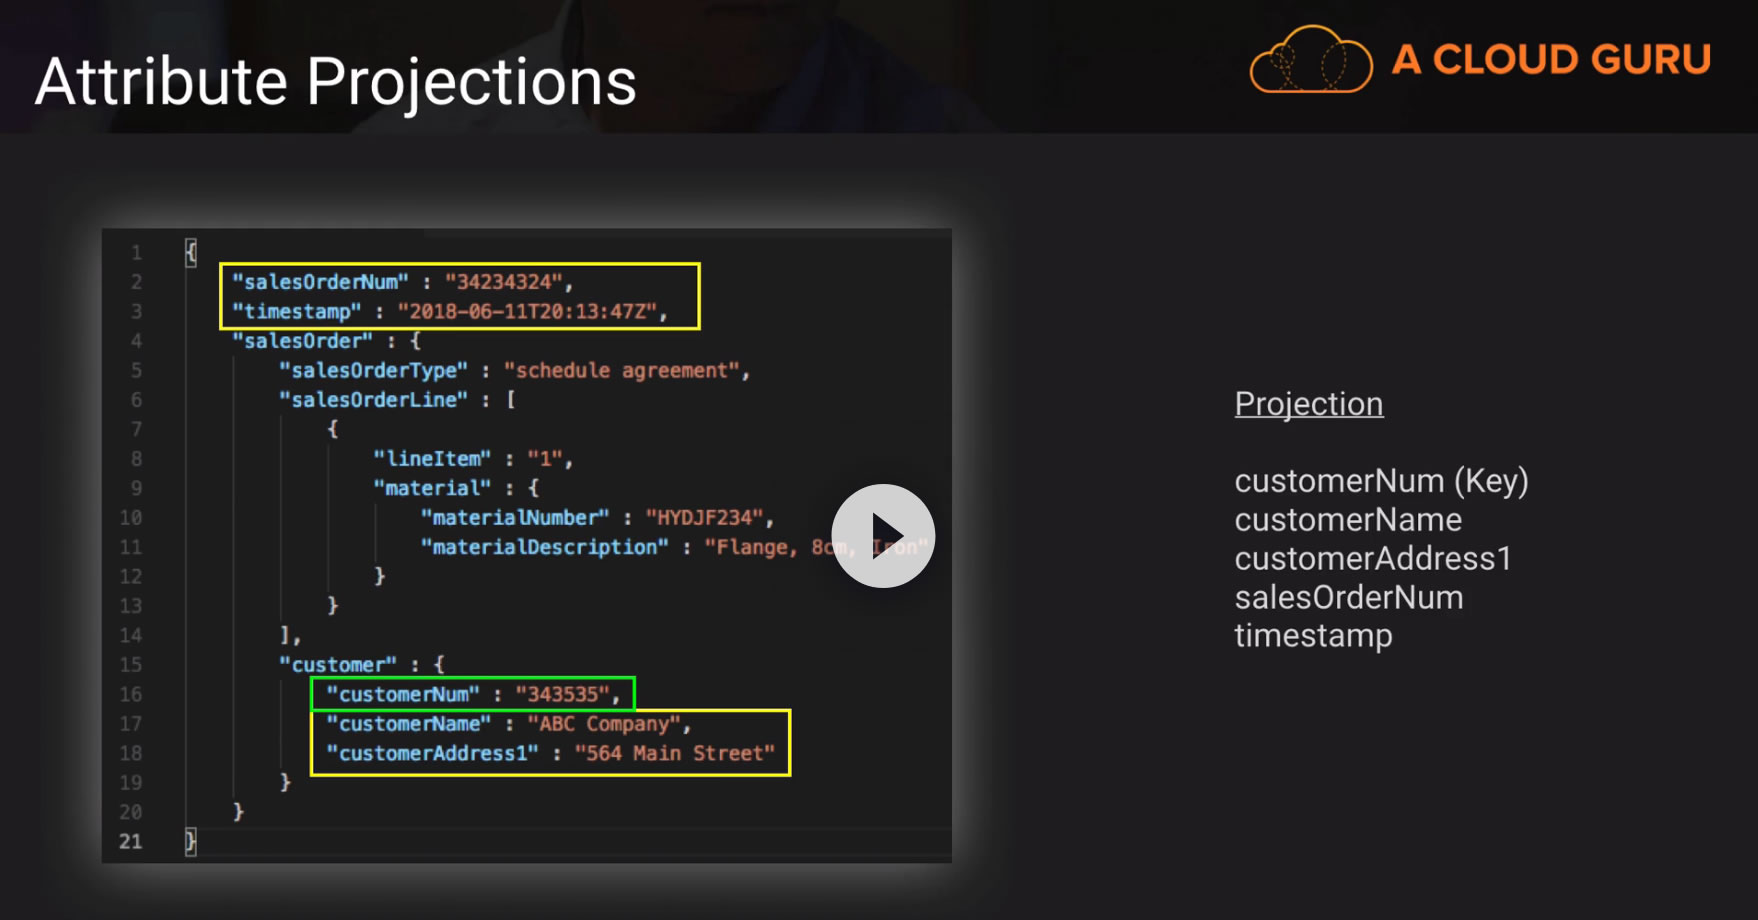 Attribute Projections
A CLOUD GURU
1 {
2 "salesOrderNum" : "34234324",
3 "timestamp" : "2018-06-11T20:13:47Z",
4 "salesOrder" : {
5 "salesOrderType" : "schedule agreement",
6 "salesOrderLine" : [
7 {
8 "lineItem" : "1",
9 "material" : {
10 "materialNumber" : "HYDJF234",
11 "materialDescription" : "Flange, 8cm, Iron"
12 }
13 }
14 ],
15 "customer" : {
16 "customerNum" : "343535",
17 "customerName" : "ABC Company",
18 "customerAddress1" : "564 Main Street"
19 }
20 }
21 }
Projection
customerNum (Key)
customerName
customerAddress1
salesOrderNum
timestamp